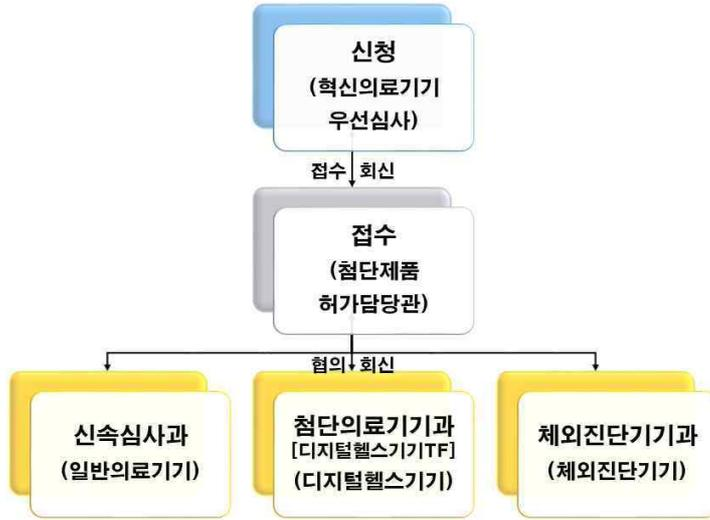 신청
(혁신의료기기
우선심사)
접수 회신
접수
(첨단제품
허가담당관)
협의 회신
신속심사과
(일반의료기기)
첨단의료기기과
[디지털헬스기기TF]
(디지털헬스기기)
체외진단기기과
(체외진단기기)